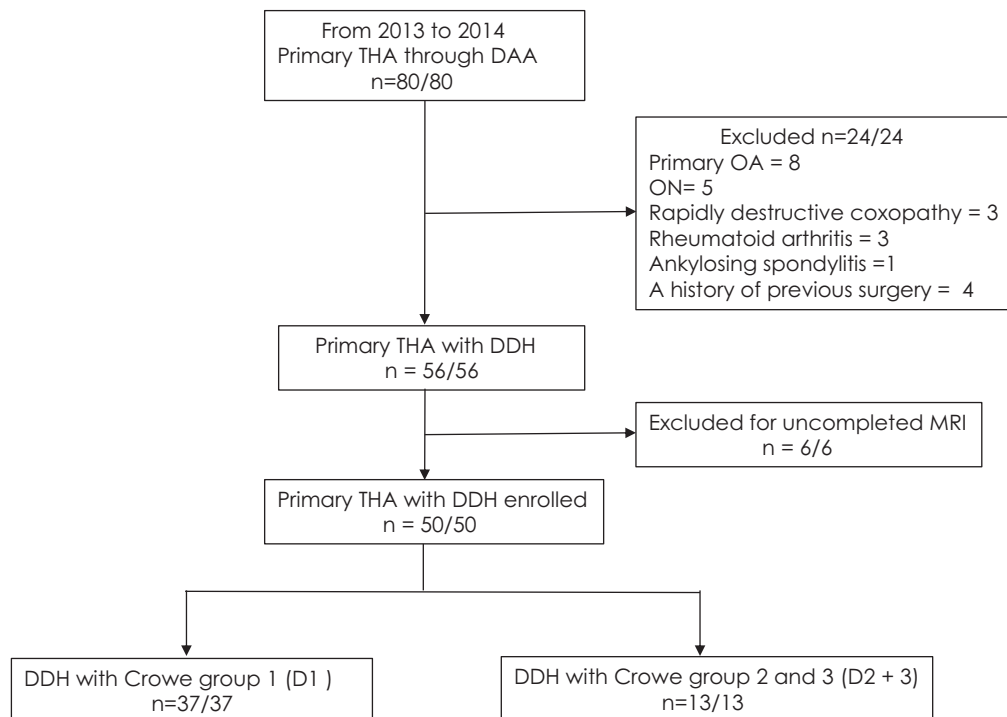 From 2013 to 2014
Primary THA through DAA
n=80/80
Excluded n=24/24
Primary OA = 8
ON= 5
Rapidly destructive coxopathy = 3
Rheumatoid arthritis = 3
Ankylosing spondylitis =1
A history of previous surgery = 4
Primary THA with DDH
n = 56/56
Excluded for uncompleted MRI
n = 6/6
Primary THA with DDH enrolled
n = 50/50
DDH with Crowe group 1 (D1 )
n=37/37
DDH with Crowe group 2 and 3 (D2 + 3)
n=13/13